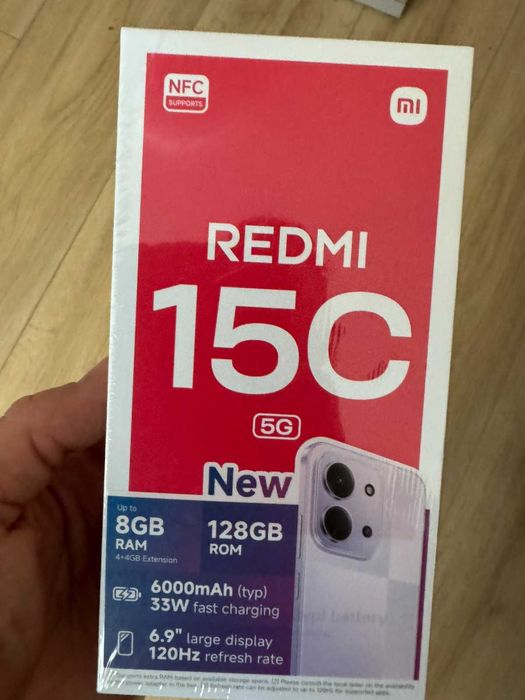 NFC
SUPPORTS
mi
REDMI
15C
5G
New
Up to
8GB
RAM
4+4GB Extension
128GB
ROM
6000mAh (typ)
33W fast charging
6.9" large display
120Hz refresh rate